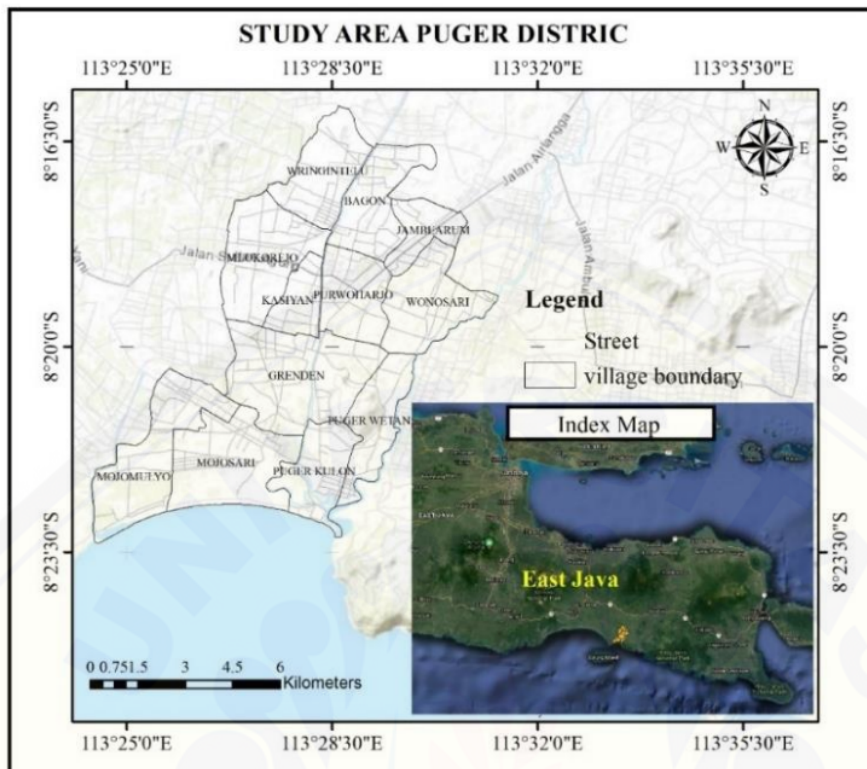 STUDY AREA PUGER DISTRIC
113°25'0"E 113°28'30"E 113°32'0"E 113°35'30"E
8°16'30"S 8°16'30"S
N
W E
S
WRINGINTELU
Jalan Airlangga
BAGON
JAMBEARUM
MLOKOREJO
Jalan
KASIYAN
PURWOHARJO
WONOSARI
Legend
Street
village boundary
8°20'0"S 8°20'0"S
GRENDEN
PUGER WETAN
Index Map
MOJOMULYO
MOJOSARI
PUGER KULON
8°23'30"S 8°23'30"S
East Java
0 0.75 1.5 3 4.5 6
Kilometers
113°25'0"E 113°28'30"E 113°32'0"E 113°35'30"E